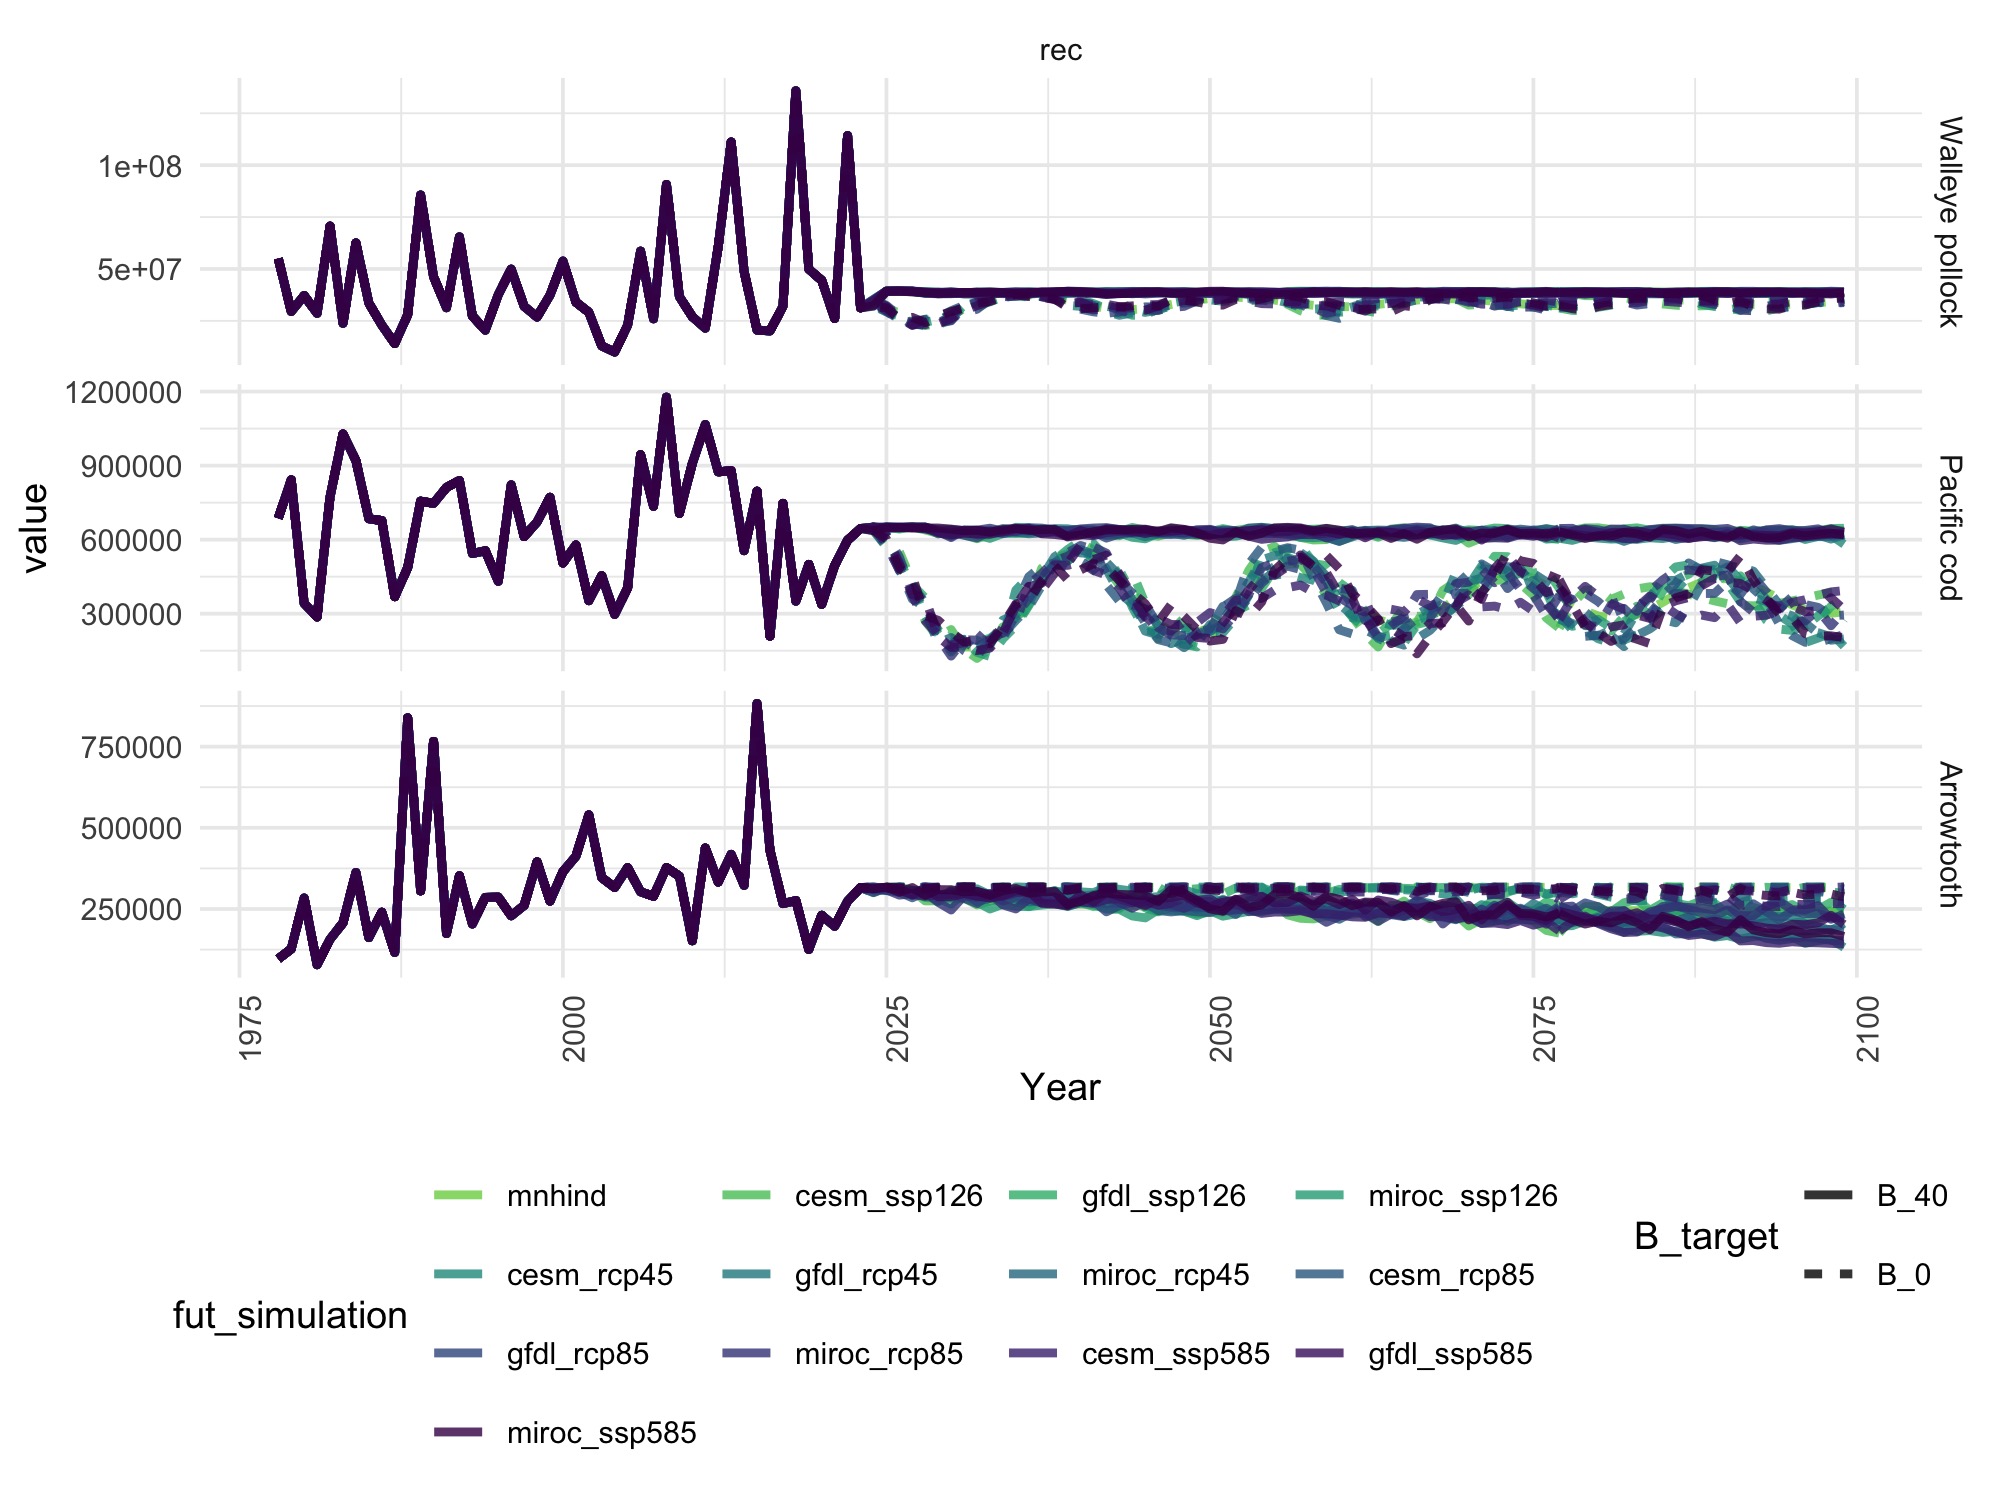 rec
1e+08
5e+07
Walleye pollock
1200000
900000
600000
300000
Pacific cod
750000
500000
250000
Arrowtooth
value
1975
2000
2025
2050
2075
2100
Year
fut_simulation
mnhind
cesm_ssp126
gfdl_ssp126
miroc_ssp126
cesm_rcp45
gfdl_rcp45
miroc_rcp45
cesm_rcp85
gfdl_rcp85
miroc_rcp85
cesm_ssp585
gfdl_ssp585
miroc_ssp585
B_target
B_40
B_0